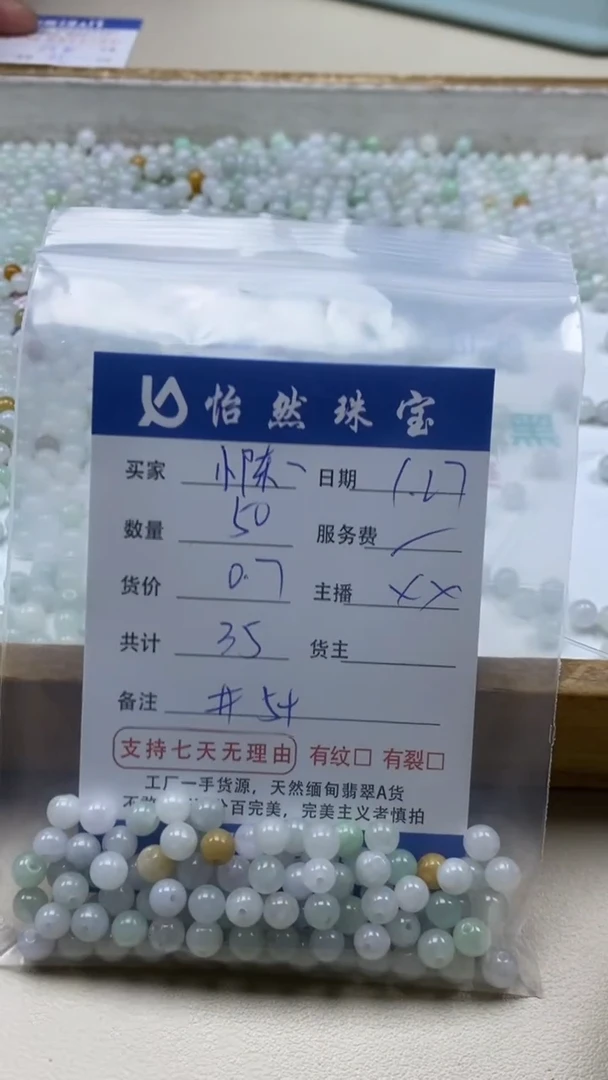 怡然珠宝
买家 小陈 日期 1.27
数量 50 服务费 /
货价 0.7 主播 XX
共计 35 货主
备注 #54
支持七天无理由 有纹□ 有裂□
工厂一手货源，天然缅甸翡翠A货
百完美，完美主义者慎拍